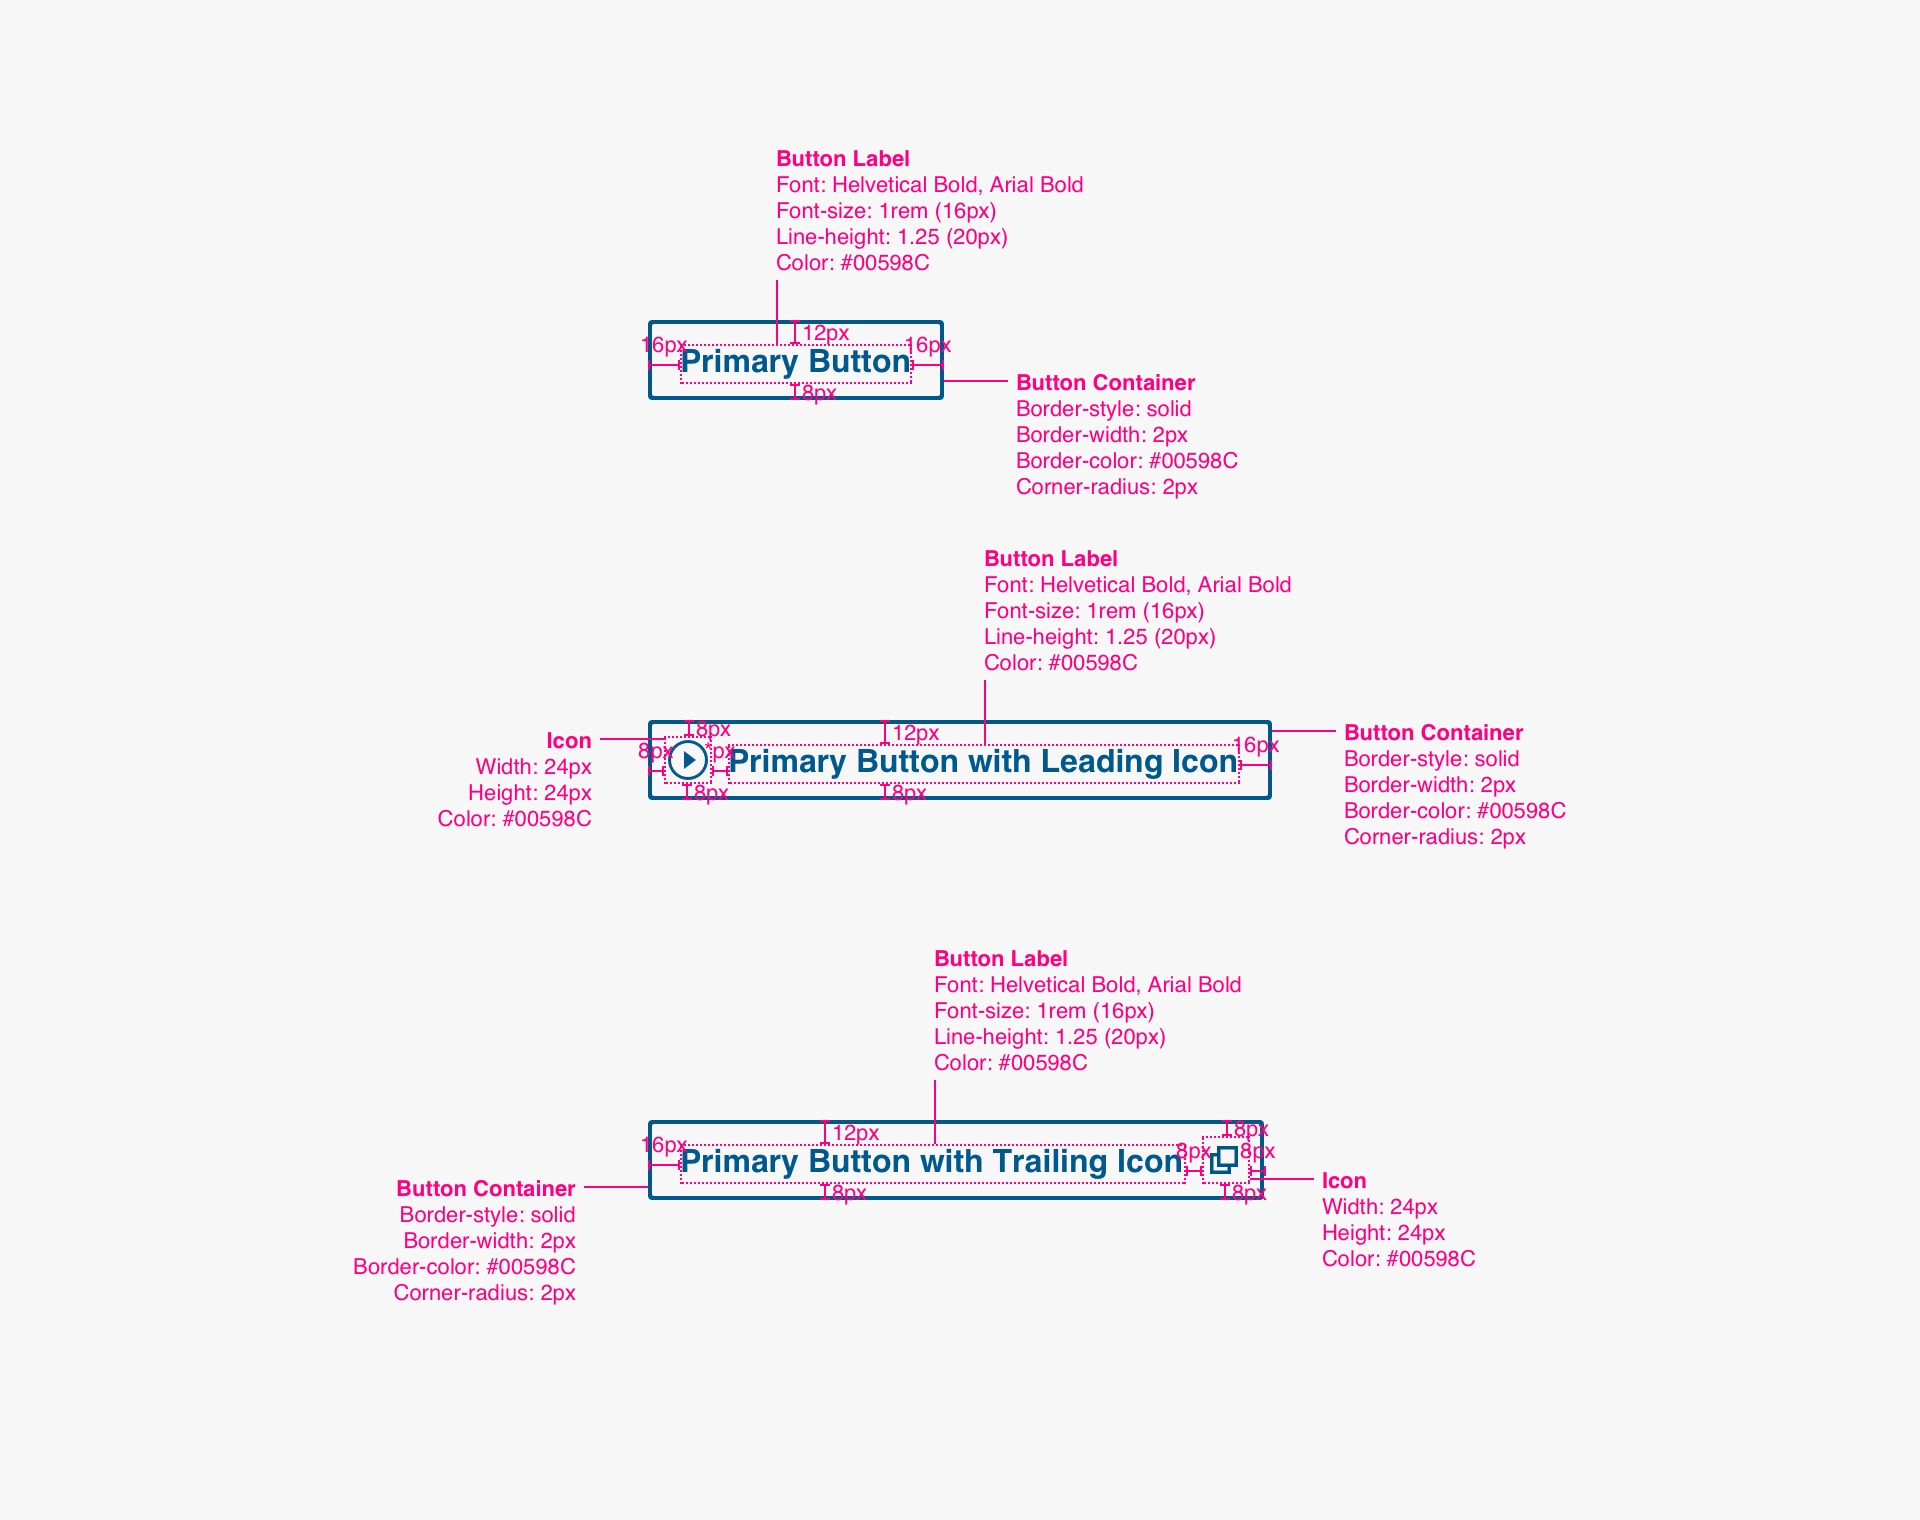 Button Label
Font: Helvetical Bold, Arial Bold
Font-size: 1rem (16px)
Line-height: 1.25 (20px)
Color: #00598C
12px
16px
16px
Primary Button
8px
Button Container
Border-style: solid
Border-width: 2px
Border-color: #00598C
Corner-radius: 2px
Button Label
Font: Helvetical Bold, Arial Bold
Font-size: 1rem (16px)
Line-height: 1.25 (20px)
Color: #00598C
Icon
Width: 24px
Height: 24px
Color: #00598C
8px
12px
8px
16px
Primary Button with Leading Icon
8px
8px
Button Container
Border-style: solid
Border-width: 2px
Border-color: #00598C
Corner-radius: 2px
Button Label
Font: Helvetical Bold, Arial Bold
Font-size: 1rem (16px)
Line-height: 1.25 (20px)
Color: #00598C
12px
8px
16px
8px
8px
Primary Button with Trailing Icon
8px
8px
Button Container
Border-style: solid
Border-width: 2px
Border-color: #00598C
Corner-radius: 2px
Icon
Width: 24px
Height: 24px
Color: #00598C